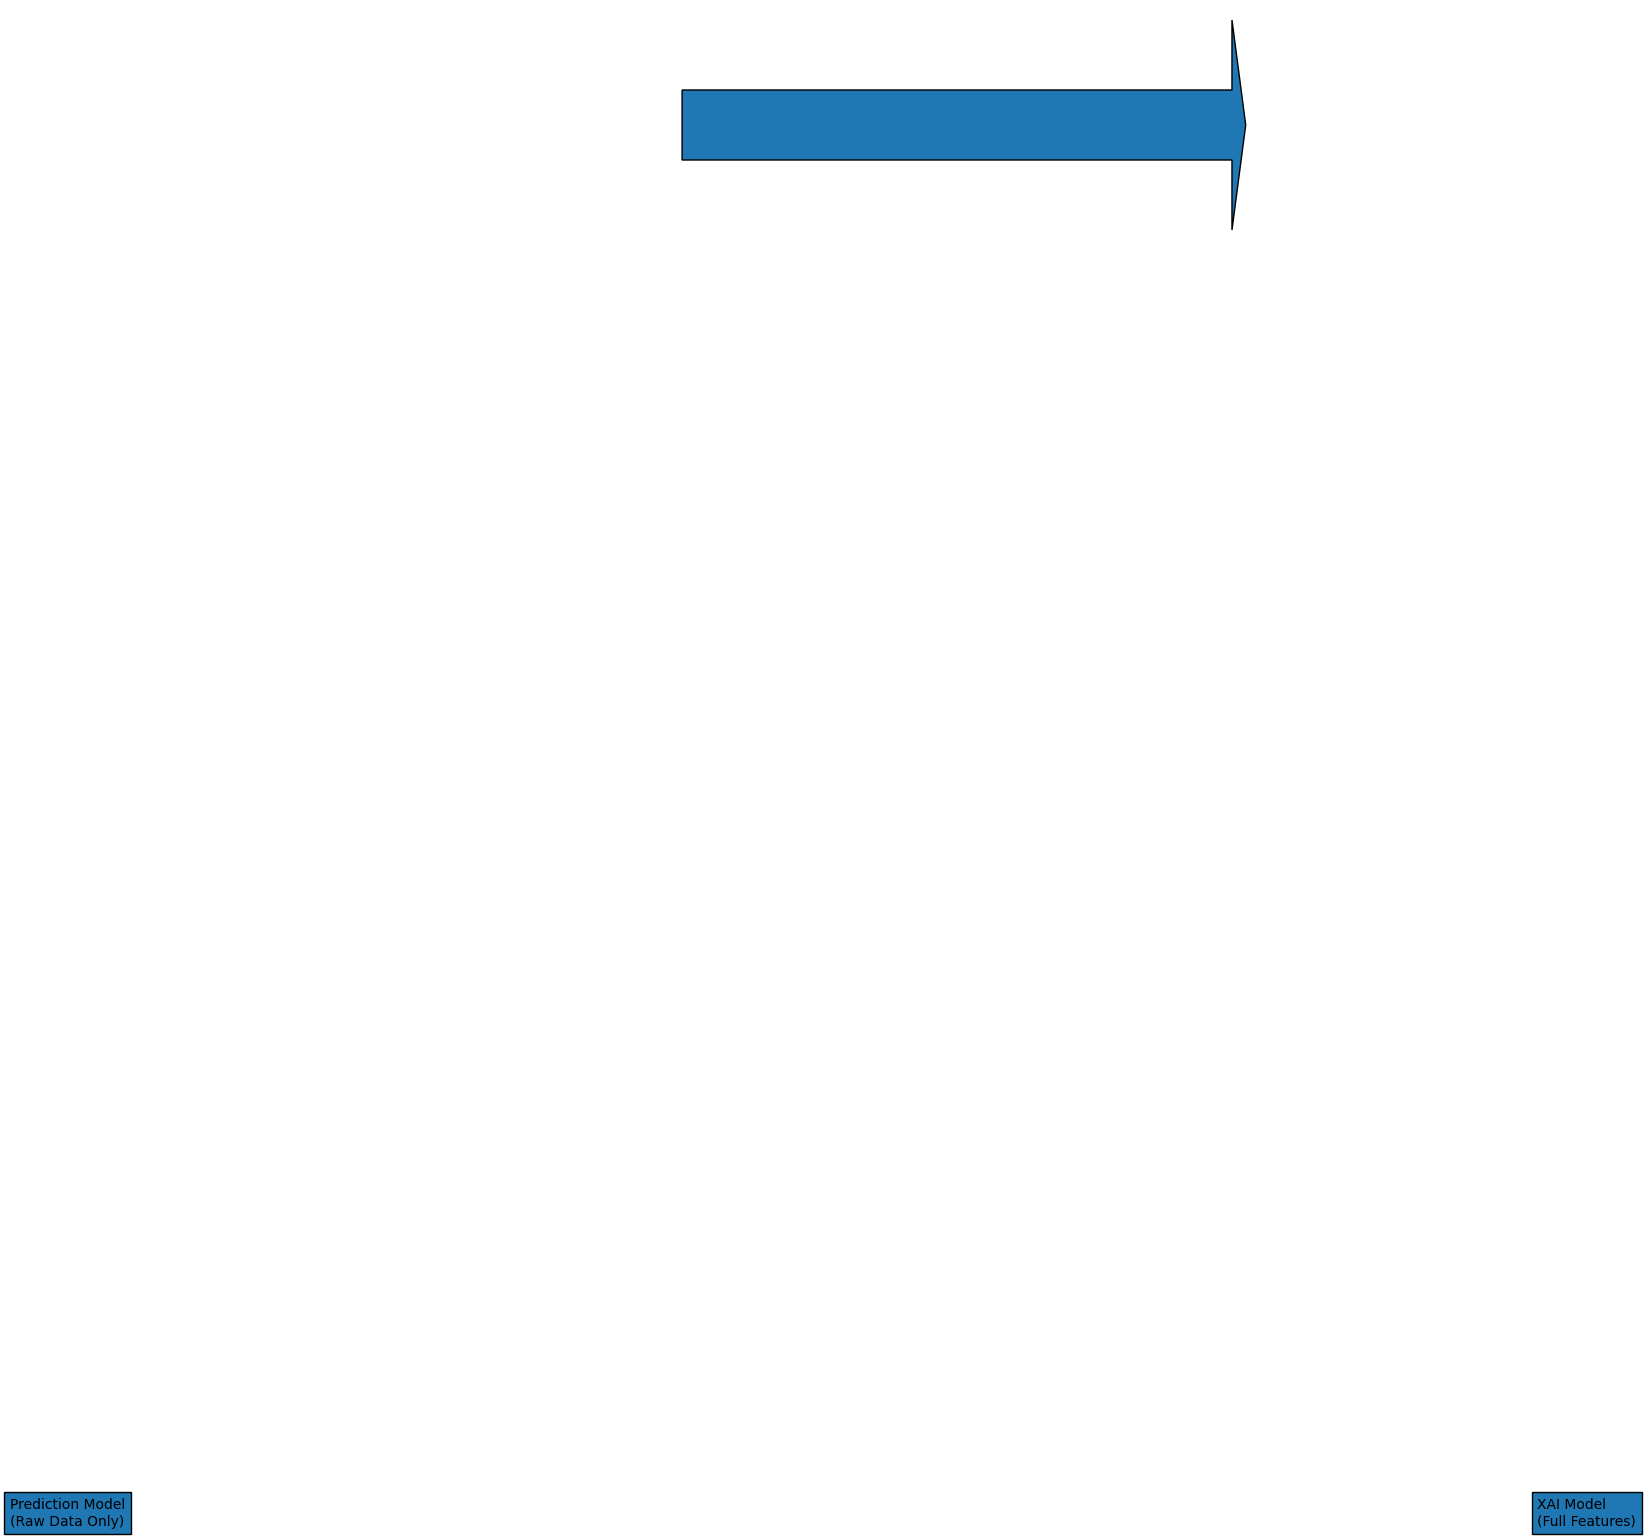 Prediction Model
(Raw Data Only)
XAI Model
(Full Features)